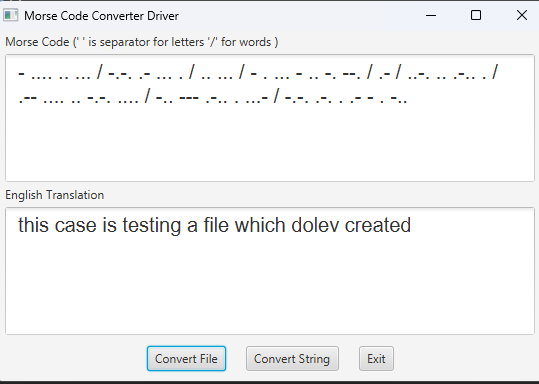 Morse Code Converter Driver
Morse Code (' ' is separator for letters '/' for words )
- .... .. ... / -.-. .- ... . / .. ... / - . ... - .. -. --. / .- / ..-. .. .-.. . /
.-- .... .. -.-. .... / -.. --- .-.. . ...- / -.-. .-. . .- - . -..
English Translation
this case is testing a file which dolev created
Convert File Convert String Exit